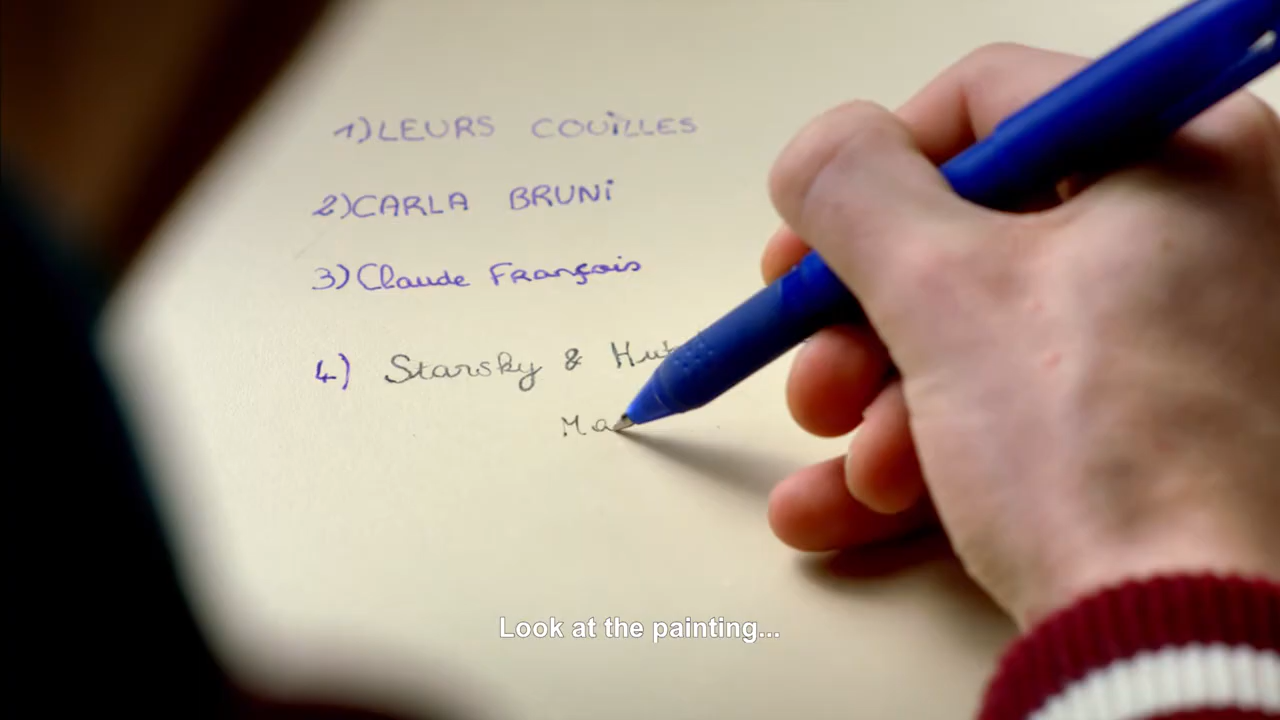 1) LEURS COUiLLES
2) CARLA BRUNi
3) Claude François
4) Starsky &
Look at the painting...